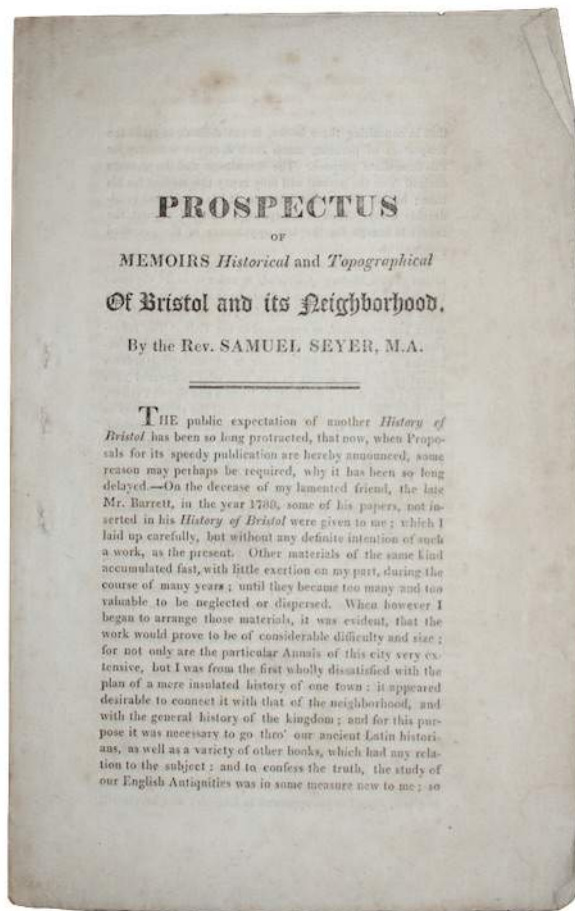 PROSPECTUS
OF
MEMOIRS Historical and Topographical
Of Bristol and its Neighborhood.
By the Rev. SAMUEL SEYER, M.A.
THE public expectation of another History of
Bristol has been so long protracted, that now, when Propo-
sals for its speedy publication are hereby announced, some
reason may perhaps be required, why it has been so long
delayed.—On the decease of my lamented friend, the late
Mr. Barrett, in the year 1789, some of his papers, not in-
serted in his History of Bristol were given to me; which I
laid up carefully, but without any definite intention of such
a work, as the present. Other materials of the same kind
accumulated fast, with little exertion on my part, during the
course of many years; until they became too many and too
valuable to be neglected or dispersed. When however I
began to arrange those materials, it was evident, that the
work would prove to be of considerable difficulty and size;
for not only are the particular Annals of this city very ex-
tensive, but I was from the first wholly dissatisfied with the
plan of a mere insulated history of one town: it appeared
desirable to connect it with that of the neighborhood, and
with the general history of the kingdom; and for this pur-
pose it was necessary to go thro' our ancient Latin histori-
ans, as well as a variety of other books, which had any rela-
tion to the subject: and to confess the truth, the study of
our English Antiquities was in some measure new to me; so